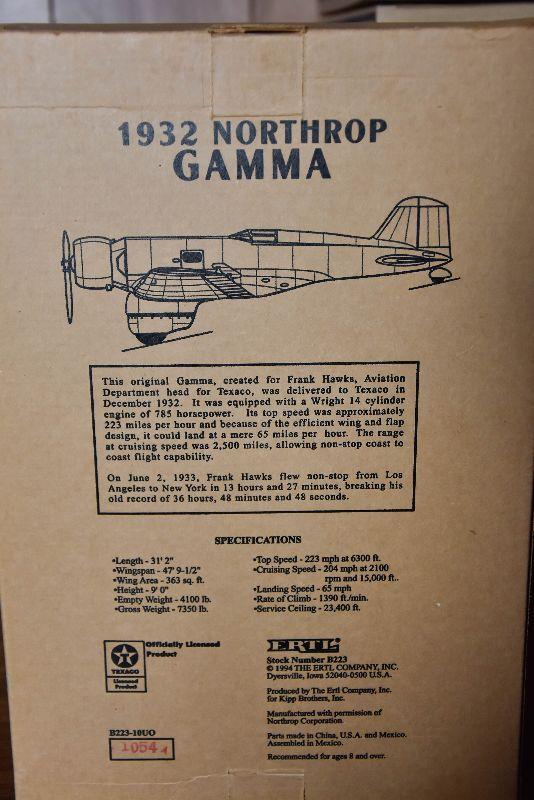 1932 NORTHROP
GAMMA
This original Gamma, created for Frank Hawks, Aviation
Department head for Texaco, was delivered to Texaco in
December 1932. It was equipped with a Wright 14 cylinder
engine of 785 horsepower. Its top speed was approximately
223 miles per hour and because of the efficient wing and flap
design, it could land at a mere 65 miles per hour. The range
at cruising speed was 2,500 miles, allowing non-stop coast to
coast flight capability.
On June 2, 1933, Frank Hawks flew non-stop from Los
Angeles to New York in 13 hours and 27 minutes, breaking his
old record of 36 hours, 48 minutes and 48 seconds.
SPECIFICATIONS
•Length - 31' 2"
•Wingspan - 47' 9-1/2"
•Wing Area - 363 sq. ft.
•Height - 9' 0"
•Empty Weight - 4100 lb.
•Gross Weight - 7350 lb.
•Top Speed - 223 mph at 6300 ft.
•Cruising Speed - 204 mph at 2100
rpm and 15,000 ft..
•Landing Speed - 65 mph
•Rate of Climb - 1390 ft./min.
•Service Ceiling - 23,400 ft.
TEXACO
Licensed
Product
Officially Licensed
Product
B223-10UO
1054
ERTL
Stock Number B223
© 1994 THE ERTL COMPANY, INC.
Dyersville, Iowa 52040-0500 U.S.A.
Produced by The Ertl Company, Inc.
for Kipp Brothers, Inc.
Manufactured with permission of
Northrop Corporation
Parts made in China, U.S.A. and Mexico.
Assembled in Mexico.
Recommended for ages 8 and over.